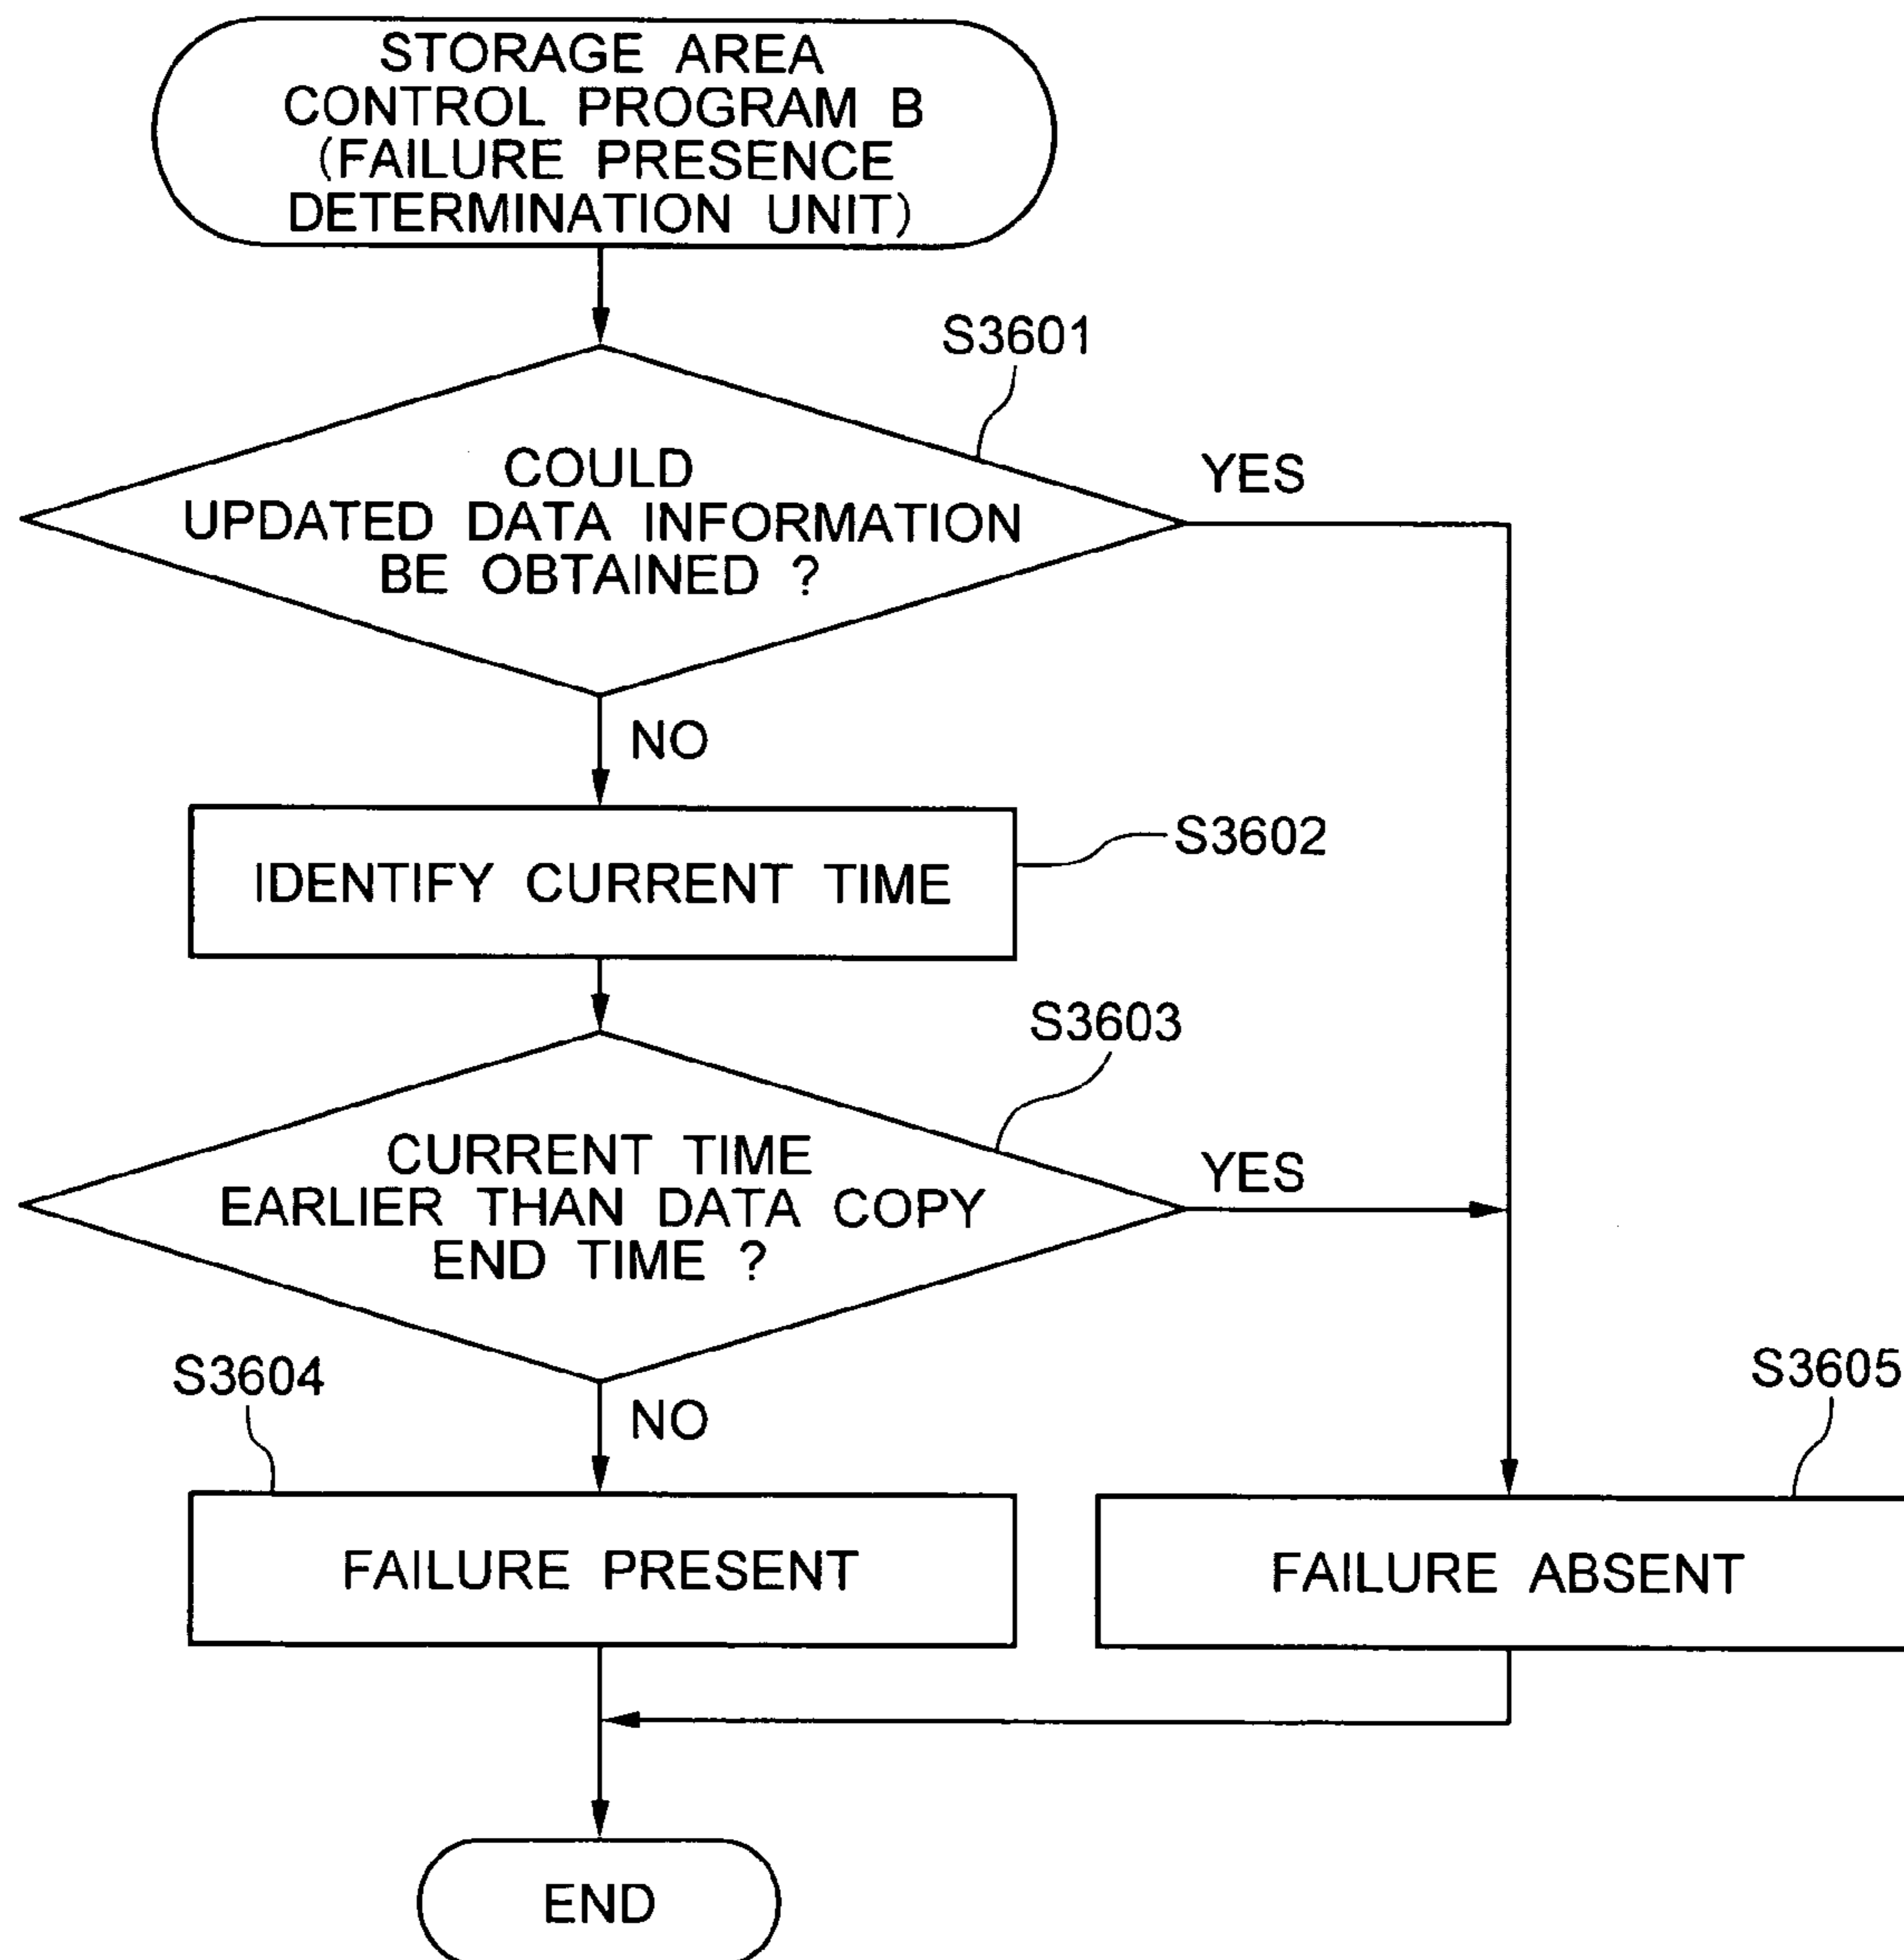 STORAGE AREA
CONTROL PROGRAM B
(FAILURE PRESENCE
DETERMINATION UNIT)
S3601
COULD
UPDATED DATA INFORMATION
BE OBTAINED ?
YES
NO
IDENTIFY CURRENT TIME
S3602
S3603
CURRENT TIME
EARLIER THAN DATA COPY
END TIME ?
YES
NO
S3604
S3605
FAILURE PRESENT
FAILURE ABSENT
END